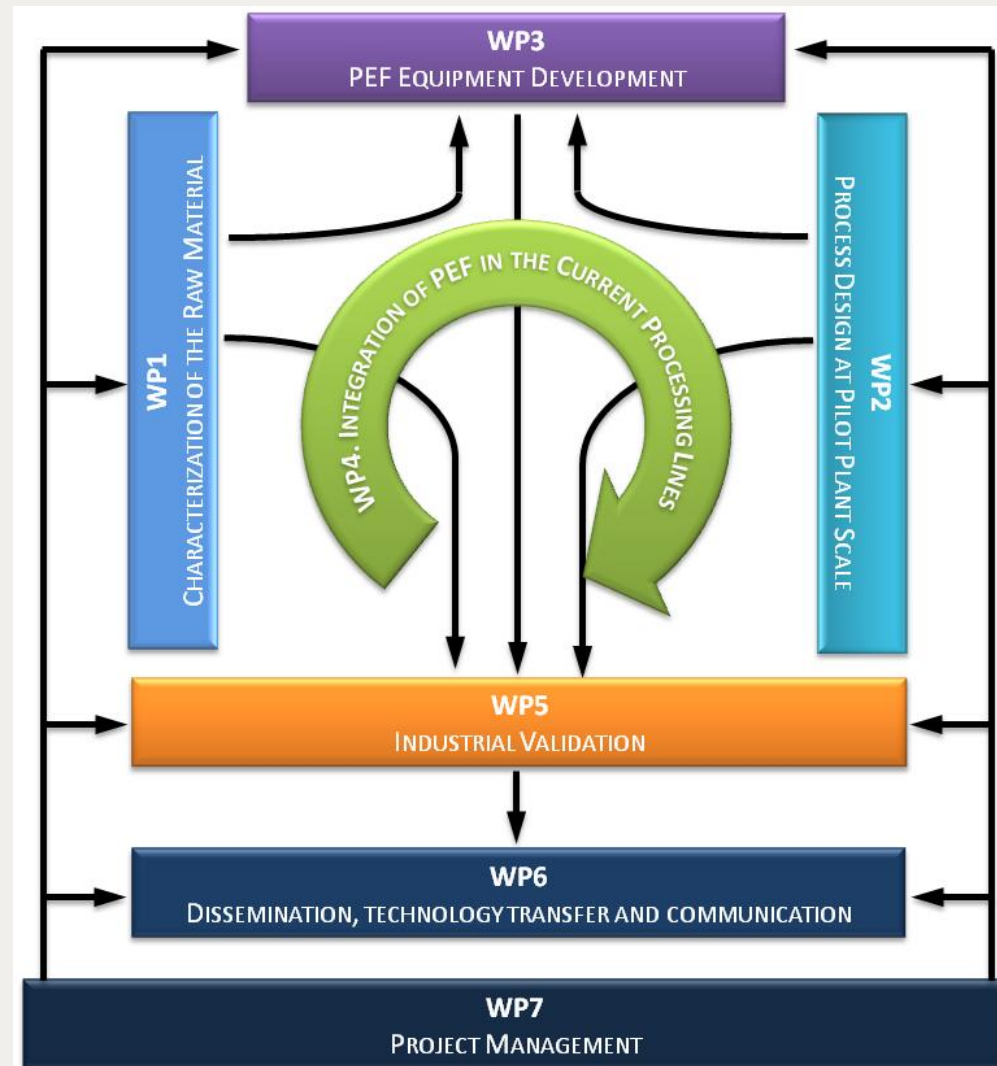 WP3
PEF EQUIPMENT DEVELOPMENT
WP1
CHARACTERIZATION OF THE RAW MATERIAL
WP4. INTEGRATION OF PEF IN THE CURRENT PROCESSING LINES
WP2
PROCESS DESIGN AT PILOT PLANT SCALE
WP5
INDUSTRIAL VALIDATION
WP6
DISSEMINATION, TECHNOLOGY TRANSFER AND COMMUNICATION
WP7
PROJECT MANAGEMENT